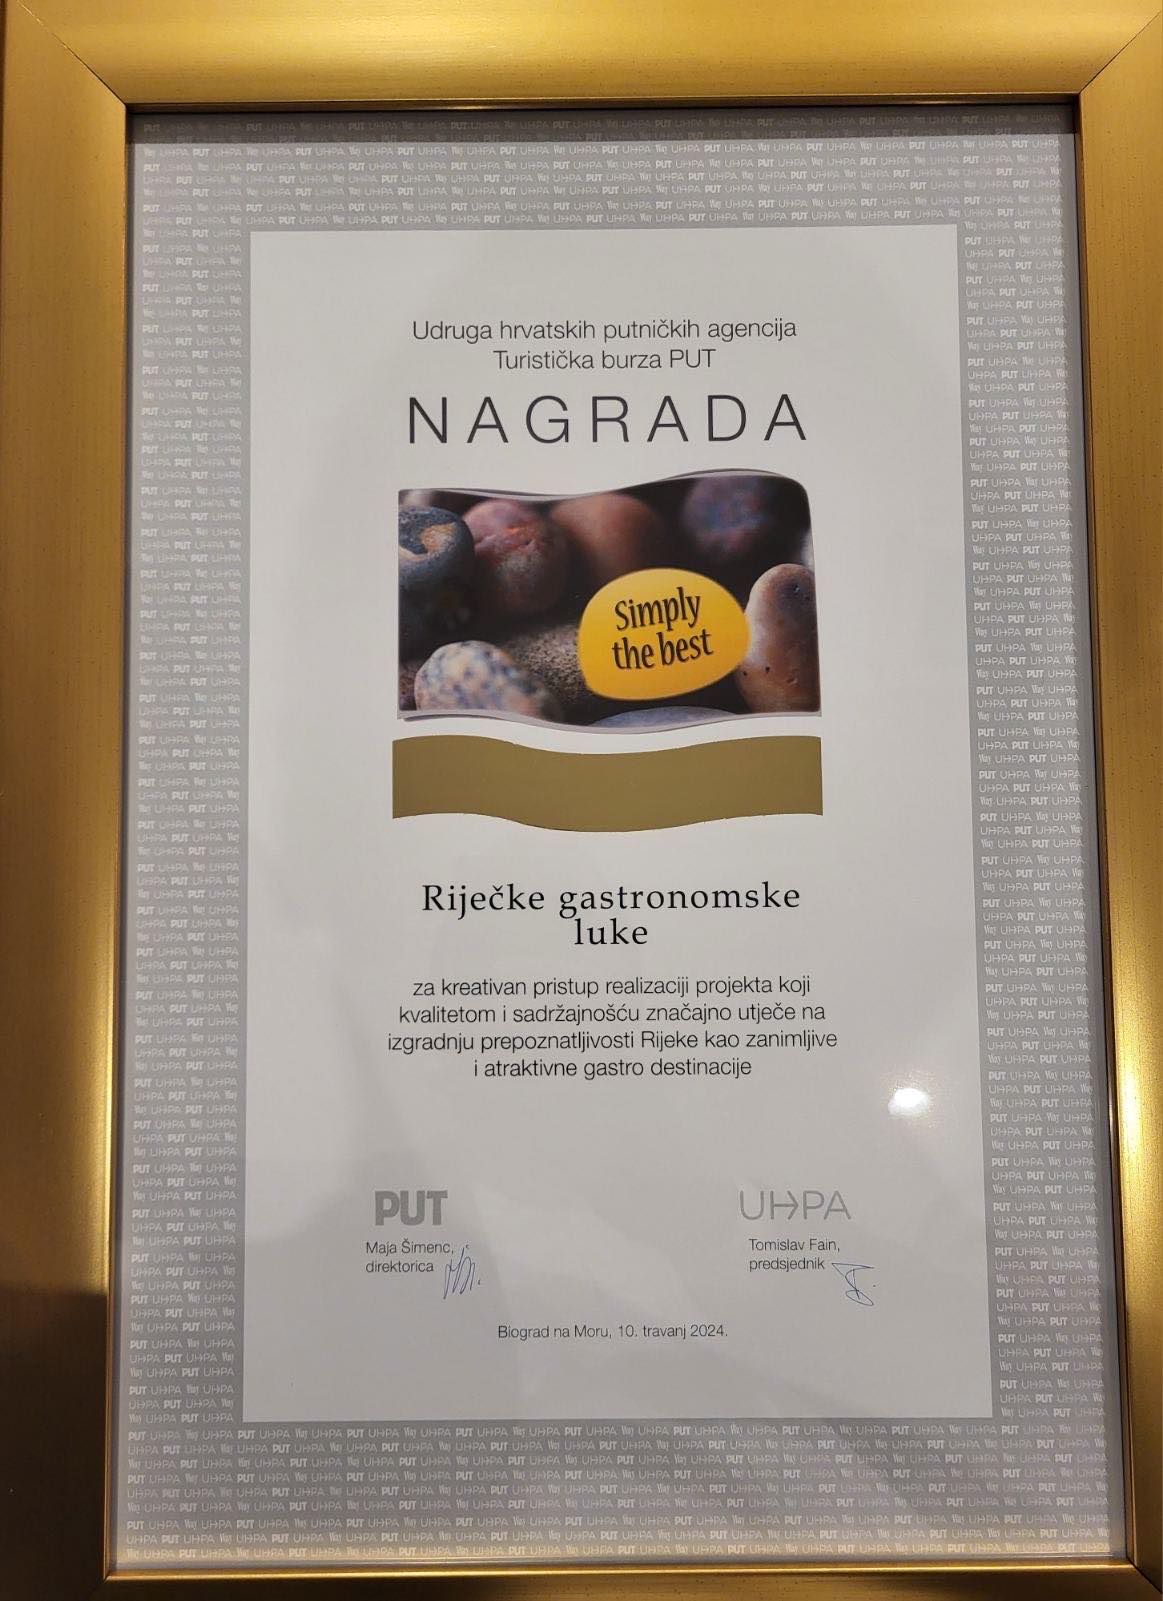 Udruga hrvatskih putničkih agencija
Turistička burza PUT
NAGRADA
Simply
the best
Riječke gastronomske
luke
za kreativan pristup realizaciji projekta koji
kvalitetom i sadržajnošću značajno utječe na
izgradnju prepoznatljivosti Rijeke kao zanimljive
i atraktivne gastro destinacije
PUT
Maja Šimenc,
direktorica
UHPA
Tomislav Fain,
predsjednik
Biograd na Moru, 10. travanj 2024.